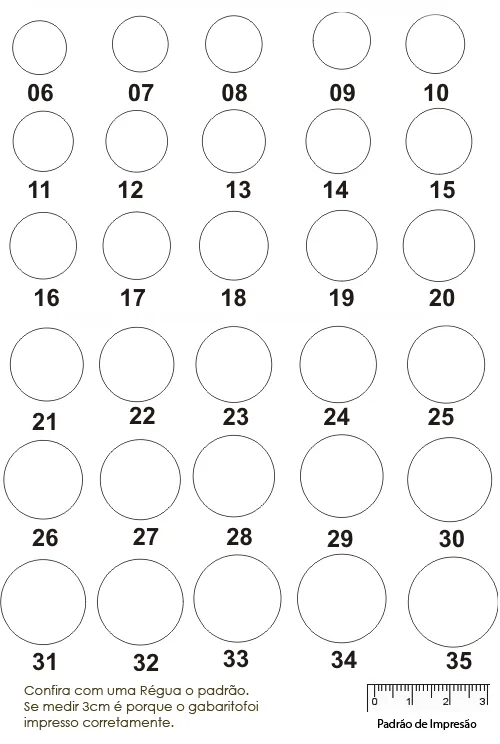 06 07 08 09 10
11 12 13 14 15
16 17 18 19 20
21 22 23 24 25
26 27 28 29 30
31 32 33 34 35
Confira com uma Régua o padrão.
Se medir 3cm é porque o gabaritofoi
impresso corretamente.
0 1 2 3
Padráo de Impresão